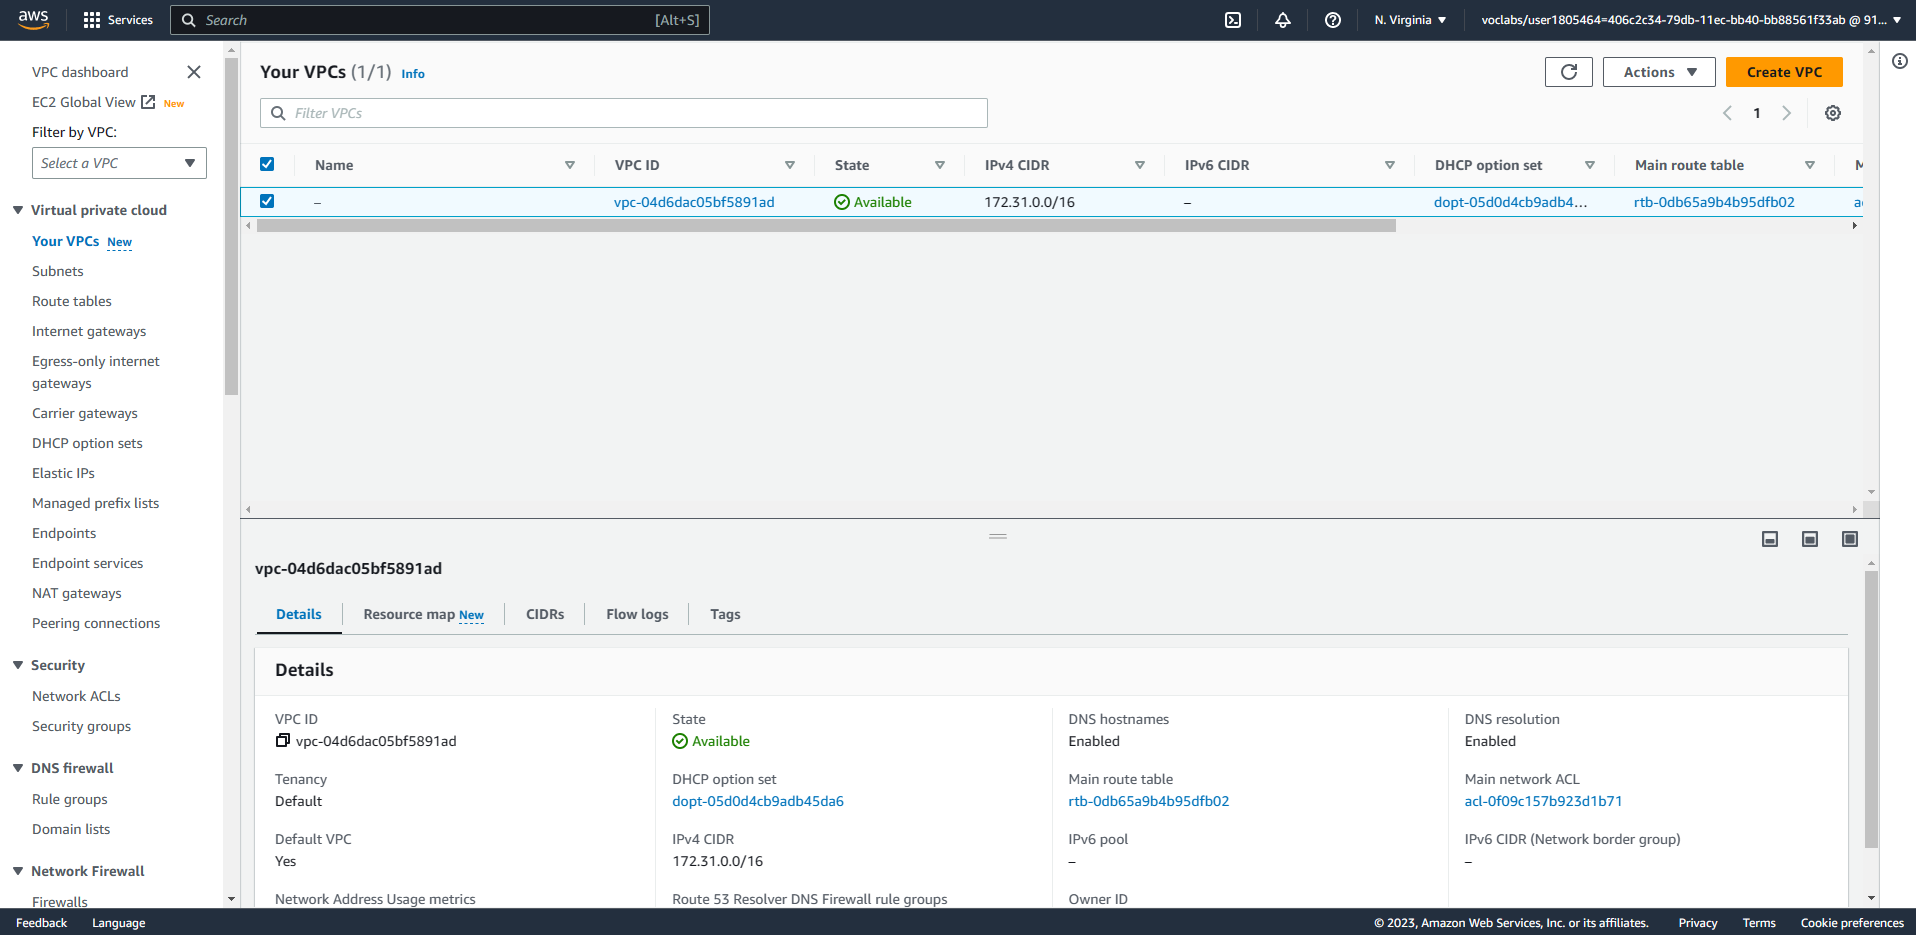 aws
Services
Search
[Alt+S]
N. Virginia
voclabs/user1805464=406c2c34-79db-11ec-bb40-bb88561f33ab @ 91...
VPC dashboard
EC2 Global View New
Filter by VPC:
Select a VPC
Virtual private cloud
Your VPCs New
Subnets
Route tables
Internet gateways
Egress-only internet
gateways
Carrier gateways
DHCP option sets
Elastic IPs
Managed prefix lists
Endpoints
Endpoint services
NAT gateways
Peering connections
Security
Network ACLs
Security groups
DNS firewall
Rule groups
Domain lists
Network Firewall
Firewalls
Your VPCs (1/1) Info
Actions
Create VPC
Filter VPCs
1
Name VPC ID State IPv4 CIDR IPv6 CIDR DHCP option set Main route table
– vpc-04d6dac05bf5891ad Available 172.31.0.0/16 – dopt-05d0d4cb9adb4... rtb-0db65a9b4b95dfb02
vpc-04d6dac05bf5891ad
Details Resource map New CIDRs Flow logs Tags
Details
VPC ID State DNS hostnames DNS resolution
vpc-04d6dac05bf5891ad Available Enabled Enabled
Tenancy DHCP option set Main route table Main network ACL
Default dopt-05d0d4cb9adb45da6 rtb-0db65a9b4b95dfb02 acl-0f09c157b923d1b71
Default VPC IPv4 CIDR IPv6 pool IPv6 CIDR (Network border group)
Yes 172.31.0.0/16 – –
Network Address Usage metrics Route 53 Resolver DNS Firewall rule groups Owner ID
Feedback Language
© 2023, Amazon Web Services, Inc. or its affiliates. Privacy Terms Cookie preferences